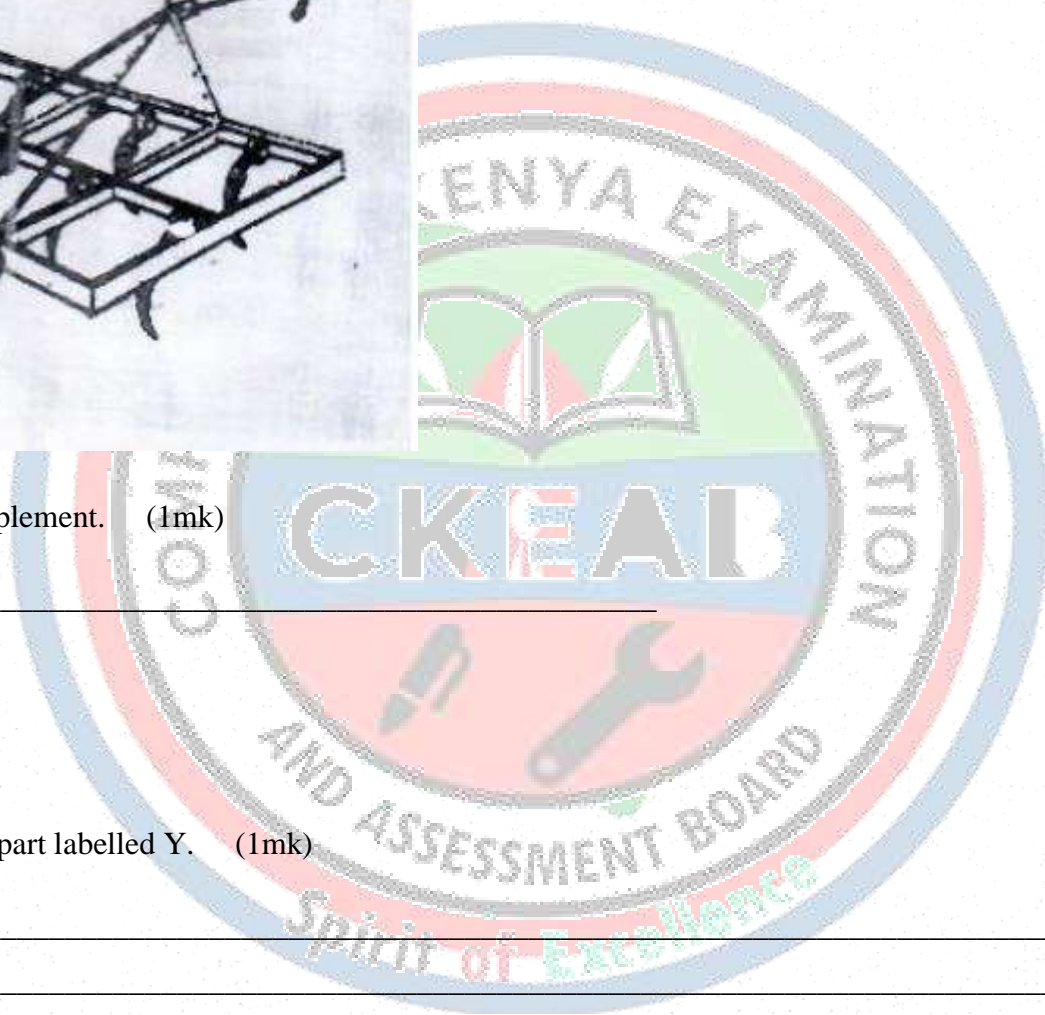 KENYA EXAMINATION
plement. (1mk)
CKEAB
part labelled Y. (1mk)
AND ASSESSMENT BOARD
Spirit of Excellence